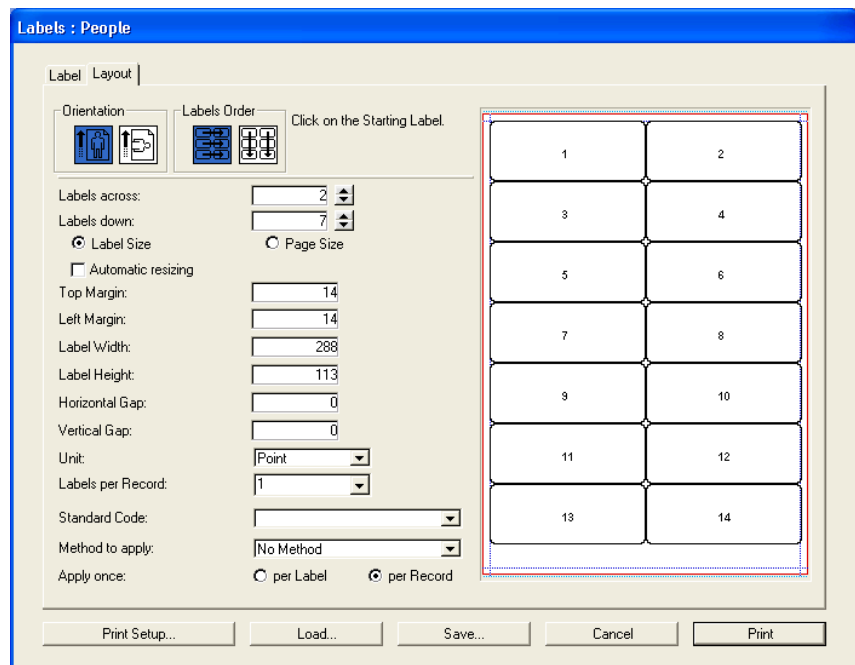 Labels : People
Label Layout
Orientation Labels Order Click on the Starting Label.
Labels across: 2
Labels down: 7
Label Size Page Size
Automatic resizing
Top Margin: 14
Left Margin: 14
Label Width: 288
Label Height: 113
Horizontal Gap: 0
Vertical Gap: 0
Unit: Point
Labels per Record: 1
Standard Code:
Method to apply: No Method
Apply once: per Label per Record
1 2
3 4
5 6
7 8
9 10
11 12
13 14
Print Setup... Load... Save... Cancel Print